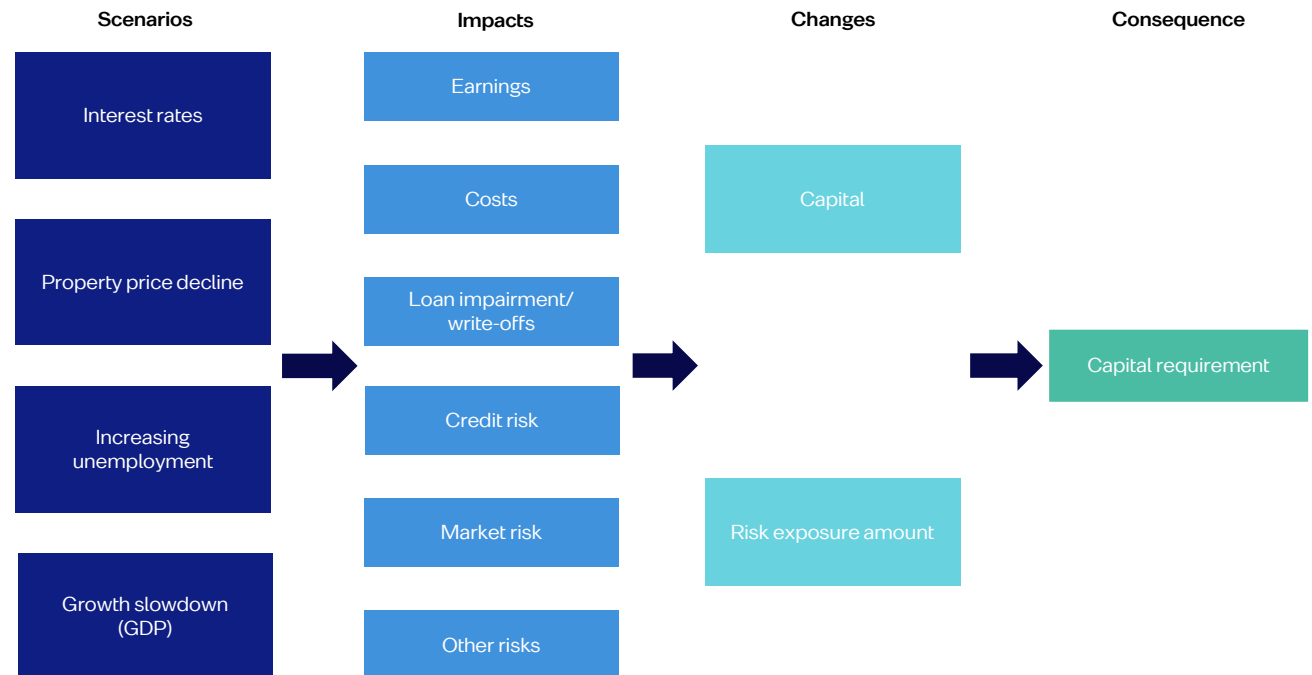 Scenarios
Impacts
Changes
Consequence
Interest rates
Property price decline
Increasing
unemployment
Growth slowdown
(GDP)
Earnings
Costs
Loan impairment/
write-offs
Credit risk
Market risk
Other risks
Capital
Risk exposure amount
Capital requirement